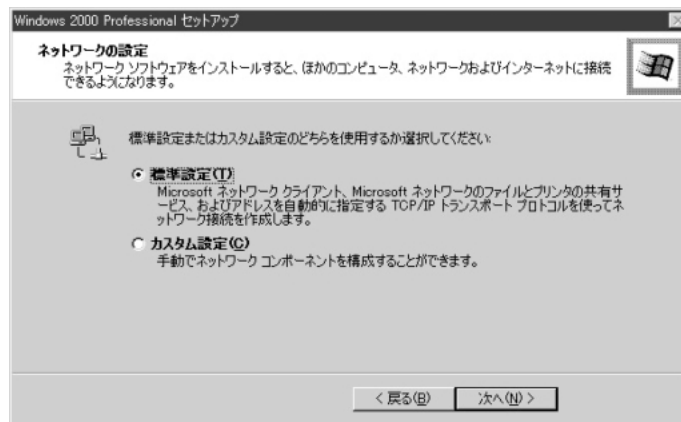 Windows 2000 Professional セットアップ
ネットワークの設定
ネットワーク ソフトウェアをインストールすると、ほかのコンピュータ、ネットワークおよびインターネットに接続
できるようになります。
標準設定またはカスタム設定のどちらを使用するか選択してください:
標準設定(T)
Microsoft ネットワーク クライアント、Microsoft ネットワークのファイルとプリンタの共有サ
ービス、およびアドレスを自動的に指定する TCP/IP トランスポート プロトコルを使ってネ
ットワーク接続を作成します。
カスタム設定(C)
手動でネットワーク コンポーネントを構成することができます。
< 戻る(B)
次へ(N) >